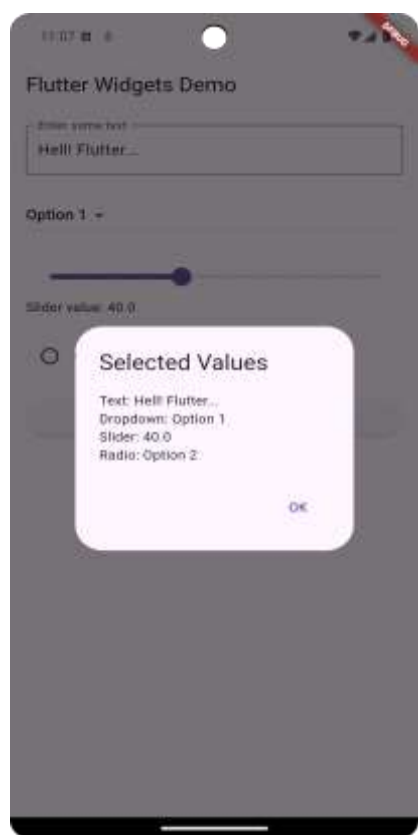 11:07
DEBUG
Flutter Widgets Demo
Enter some text
Hell! Flutter...
Option 1
Slider value: 40.0
Selected Values
Text: Hell! Flutter...
Dropdown: Option 1
Slider: 40.0
Radio: Option 2
OK